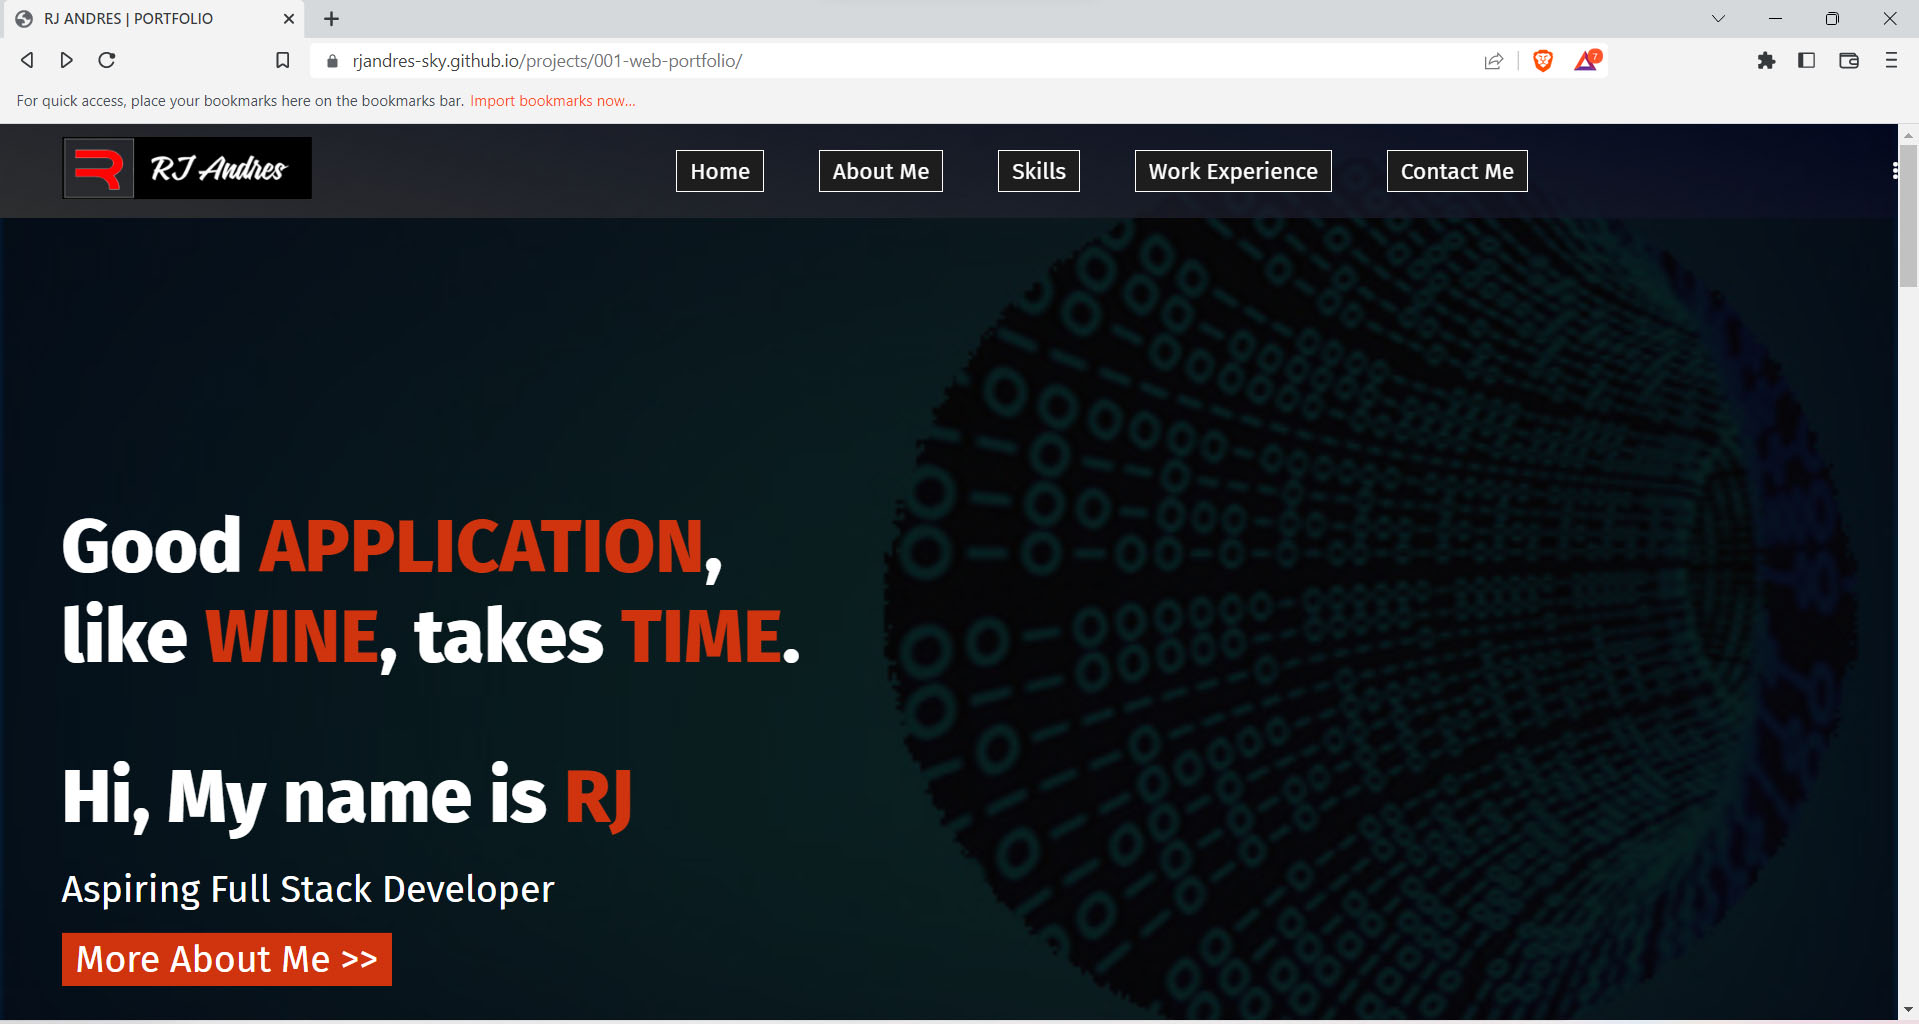 RJ ANDRES | PORTFOLIO
rjandres-sky.github.io/projects/001-web-portfolio/
7
For quick access, place your bookmarks here on the bookmarks bar. Import bookmarks now...
R RJ Andres
Home About Me Skills Work Experience Contact Me
Good APPLICATION,
like WINE, takes TIME.
Hi, My name is RJ
Aspiring Full Stack Developer
More About Me >>